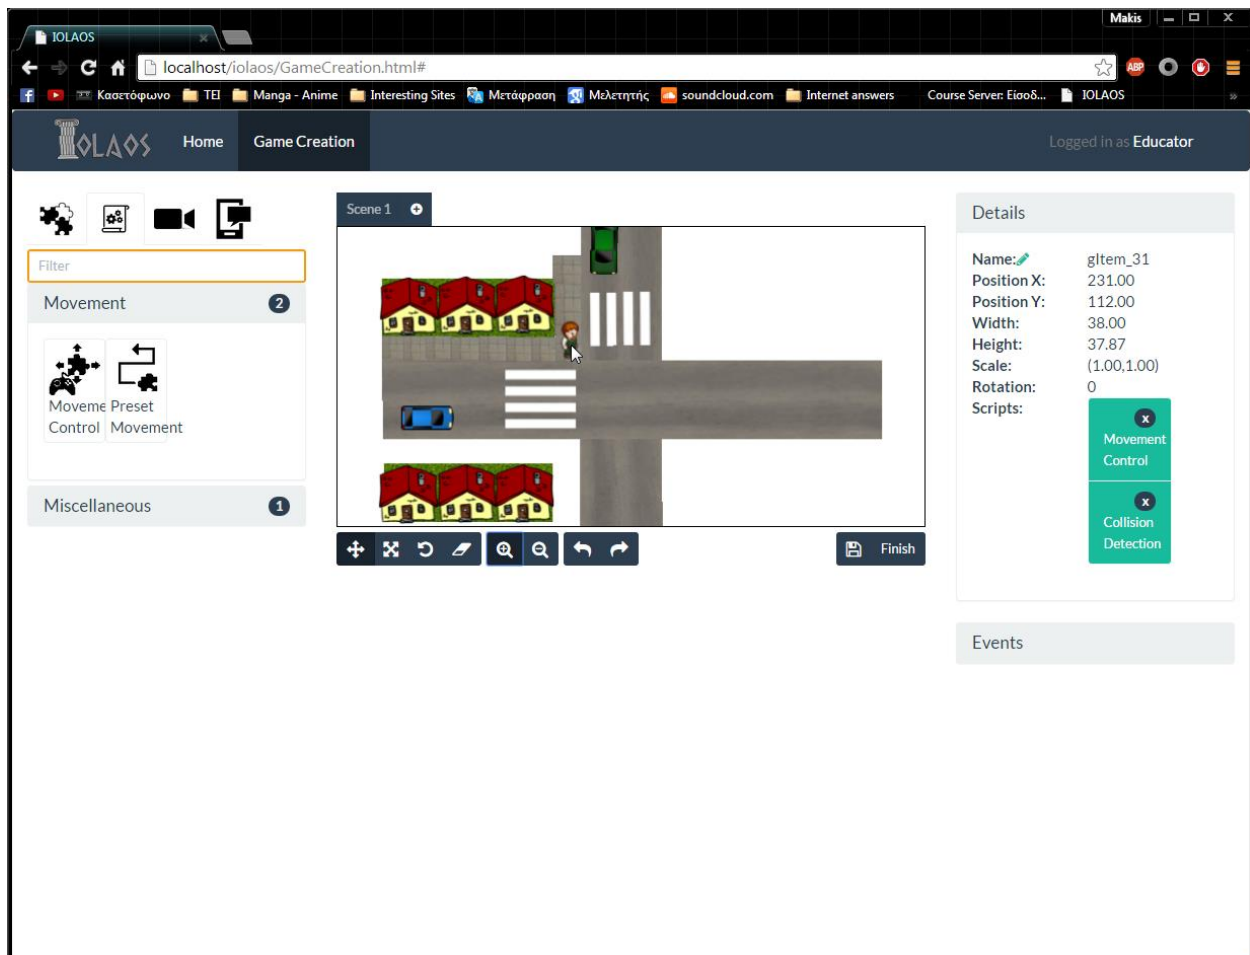 Makis
IOLAOS
localhost/iolaos/GameCreation.html#
Κασετόφωνο TEI Manga - Anime Interesting Sites Μετάφραση Μελετητής soundcloud.com Internet answers Course Server: Είσοδ... IOLAOS »
IOLAOS Home Game Creation Logged in as Educator
Scene 1
Filter
Movement 2
Moveme
Control
Preset
Movement
Miscellaneous 1
Finish
Details
Name: gItem_31
Position X: 231.00
Position Y: 112.00
Width: 38.00
Height: 37.87
Scale: (1.00,1.00)
Rotation: 0
Scripts:
x
Movement
Control
x
Collision
Detection
Events